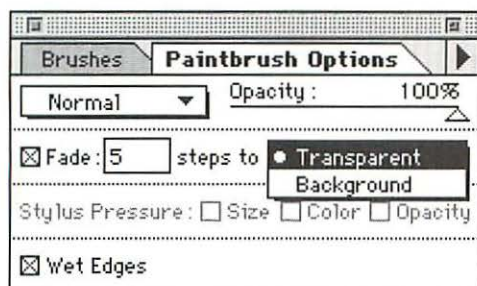 Brushes Paintbrush Options
Normal Opacity: 100%
Fade: 5 steps to Transparent
Background
Stylus Pressure: Size Color Opacity
Wet Edges